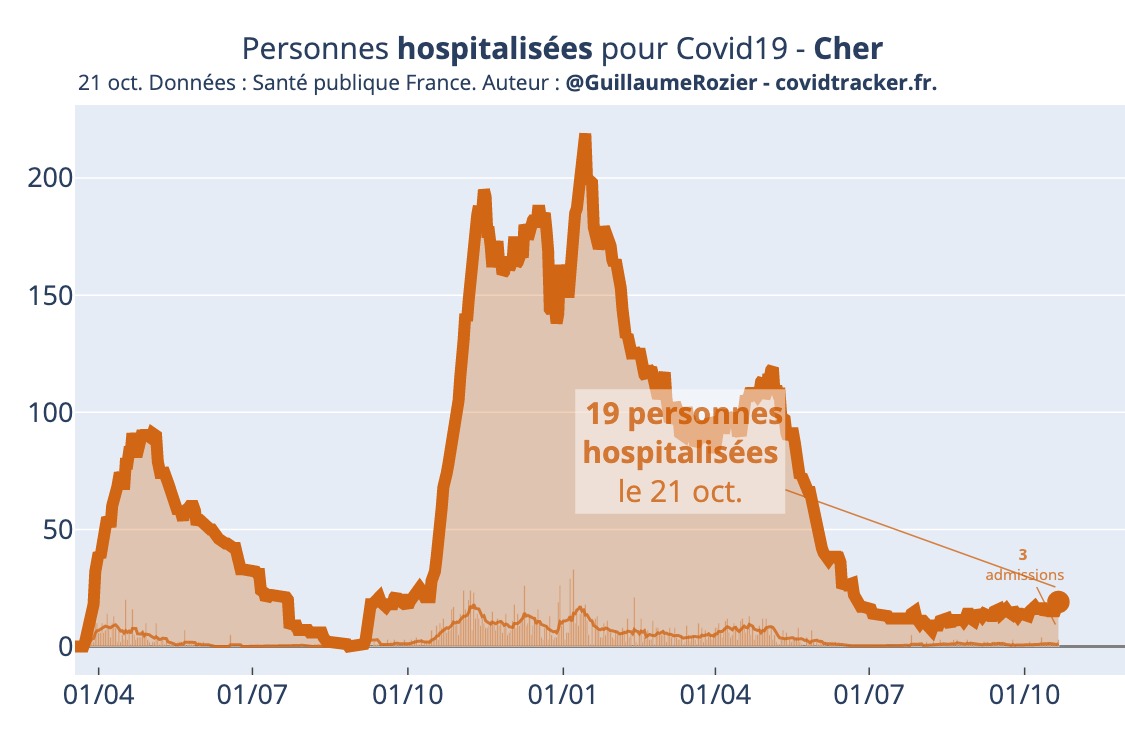 Personnes hospitalisées pour Covid19 - Cher
21 oct. Données : Santé publique France. Auteur : @GuillaumeRozier - covidtracker.fr.
200
150
100
50
0
19 personnes
hospitalisées
le 21 oct.
3
admissions
01/04 01/07 01/10 01/01 01/04 01/07 01/10